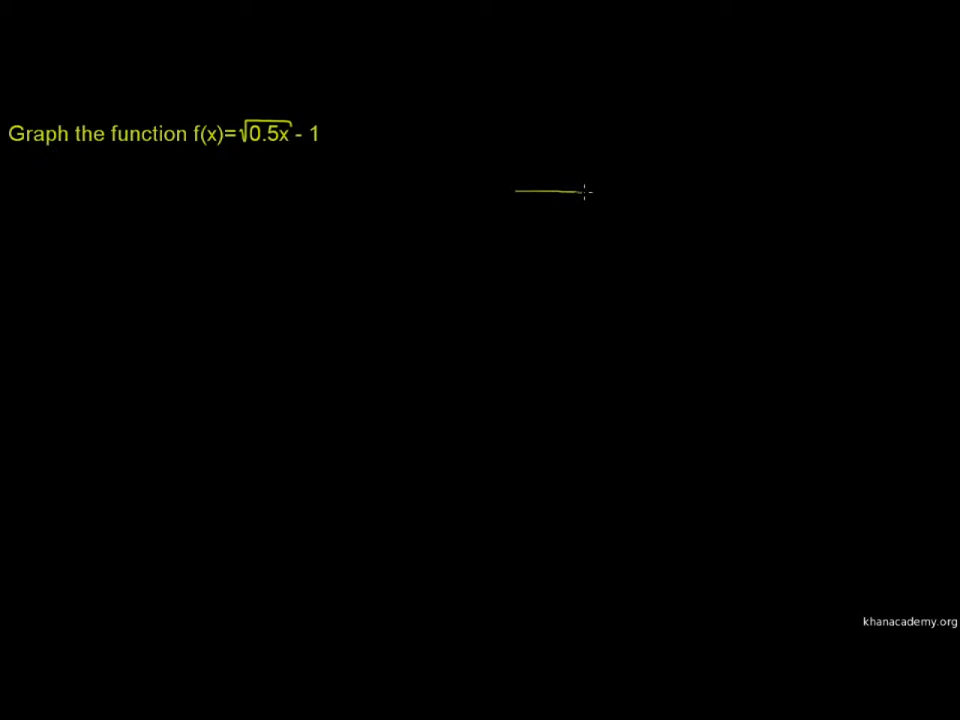 Graph the function f(x)=√0.5x - 1
khanacademy.org